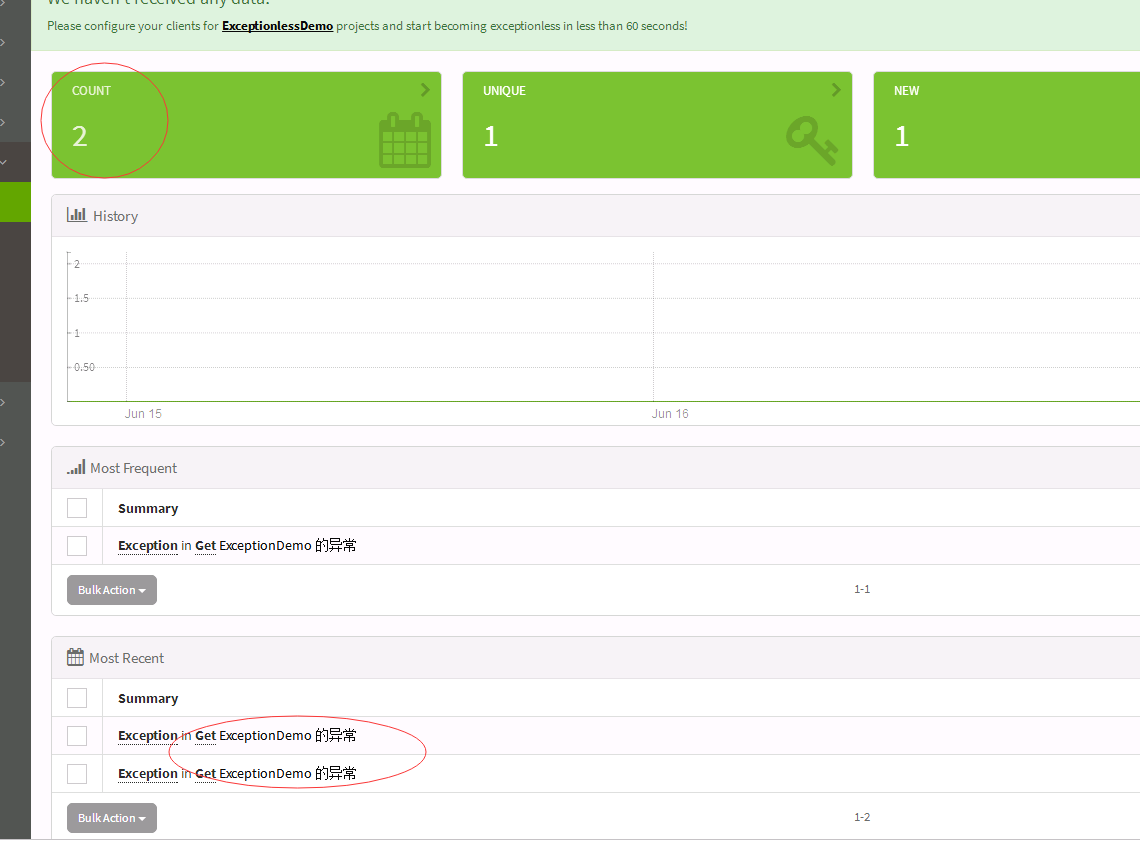 We haven't received any data.
Please configure your clients for ExceptionlessDemo projects and start becoming exceptionless in less than 60 seconds!
COUNT
2
UNIQUE
1
NEW
1
History
2
1.5
1
0.50
Jun 15
Jun 16
Most Frequent
Summary
Exception in Get ExceptionDemo 的异常
Bulk Action
1-1
Most Recent
Summary
Exception in Get ExceptionDemo 的异常
Exception in Get ExceptionDemo 的异常
Bulk Action
1-2